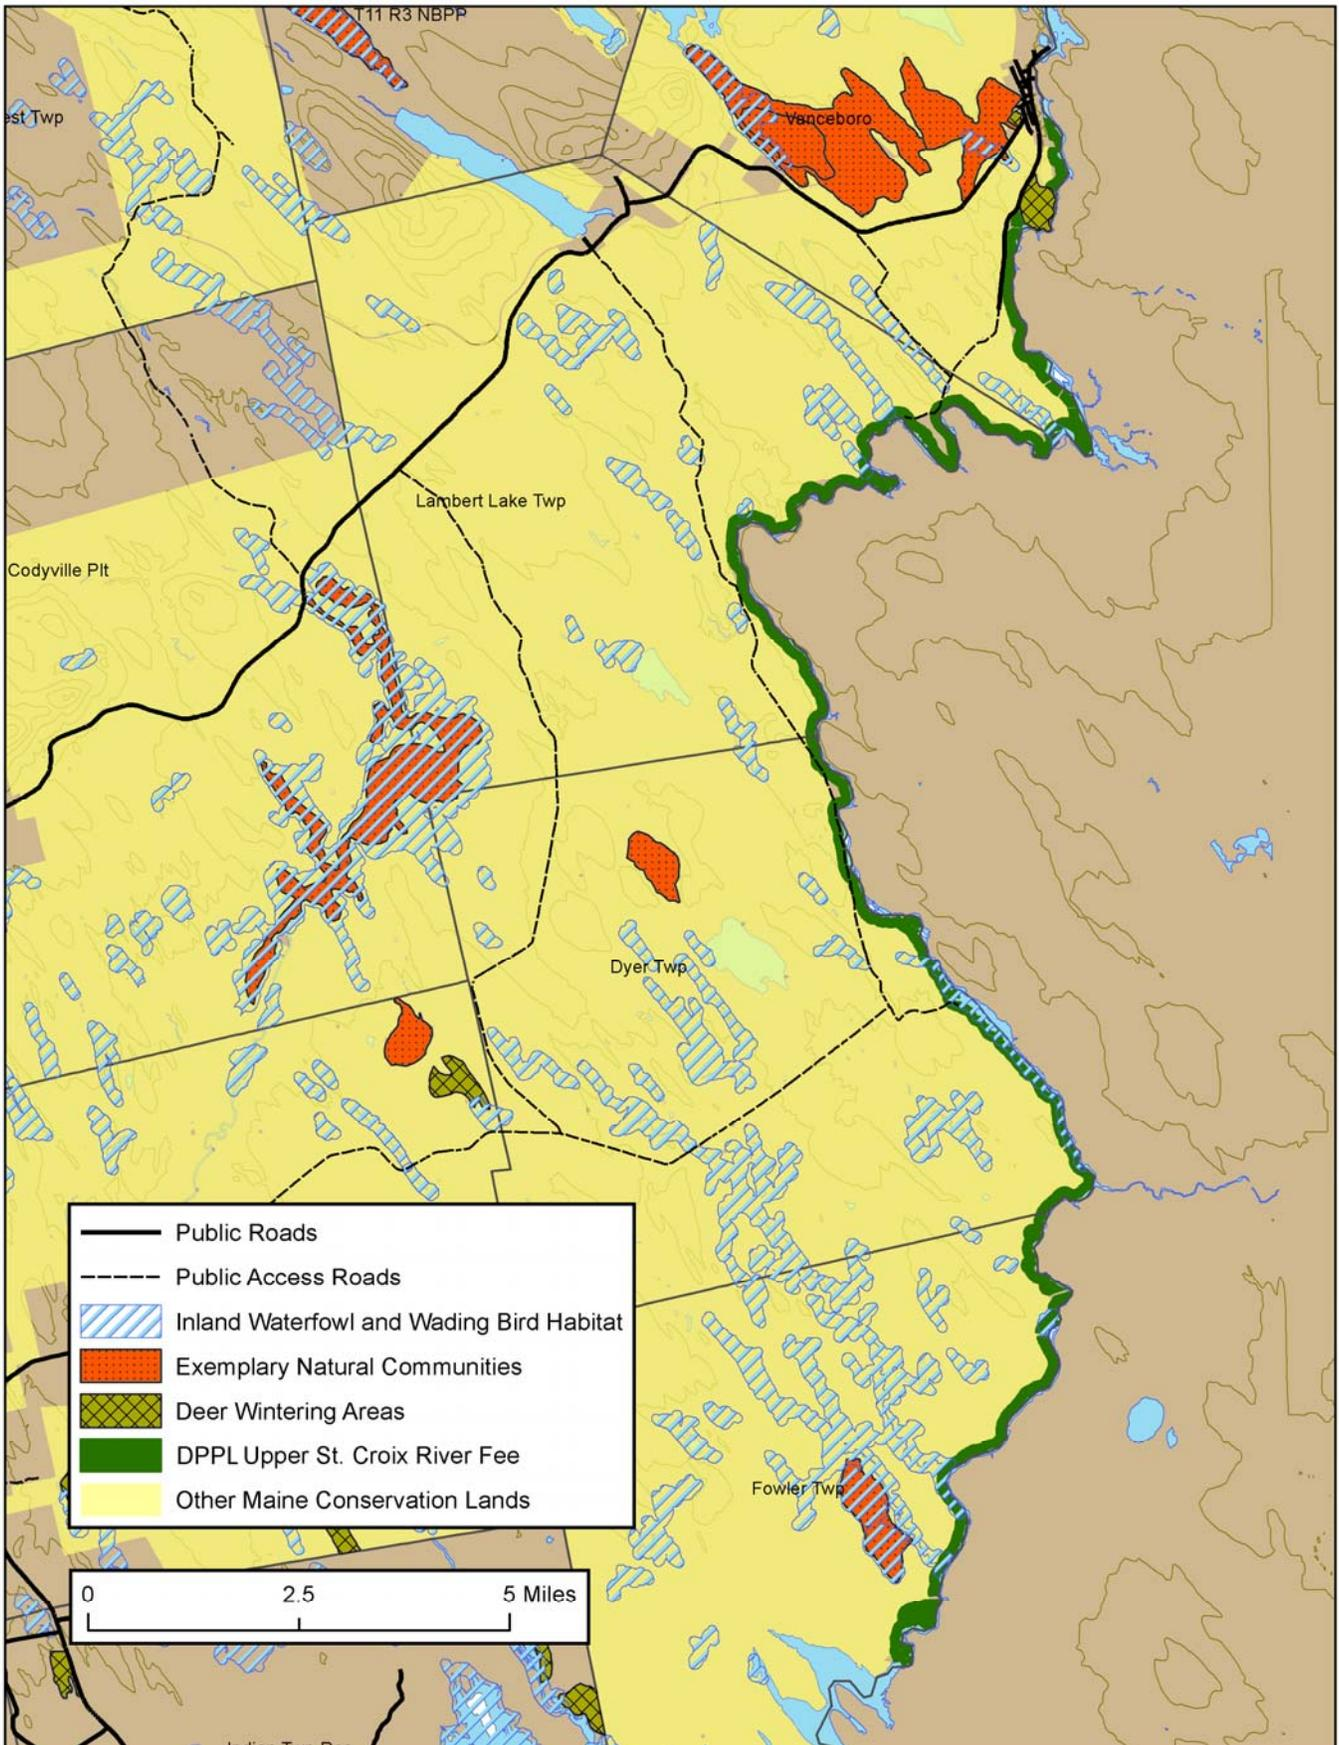 T11 R3 NBPP
est Twp
Vanceboro
Lambert Lake Twp
Codyville Plt
Dyer Twp
Public Roads
Public Access Roads
Inland Waterfowl and Wading Bird Habitat
Exemplary Natural Communities
Deer Wintering Areas
DPPL Upper St. Croix River Fee
Other Maine Conservation Lands
Fowler Twp
0 2.5 5 Miles